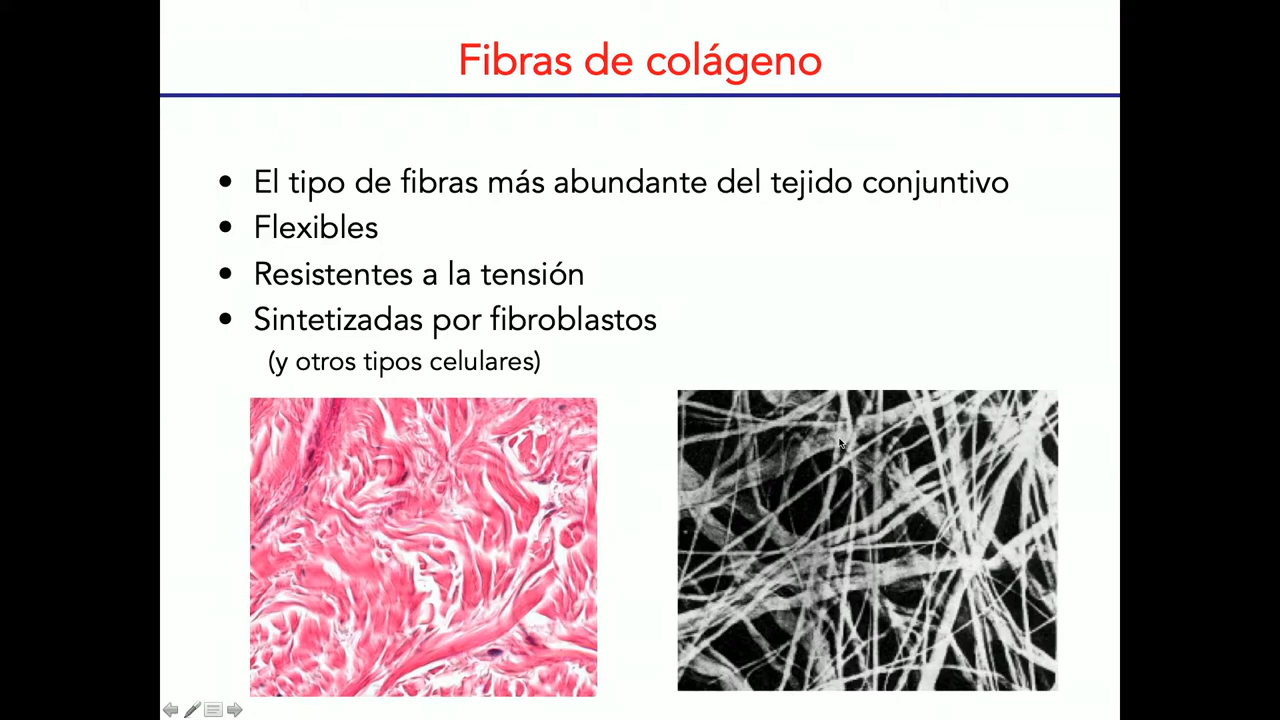 Fibras de colágeno
• El tipo de fibras más abundante del tejido conjuntivo
• Flexibles
• Resistentes a la tensión
• Sintetizadas por fibroblastos
(y otros tipos celulares)